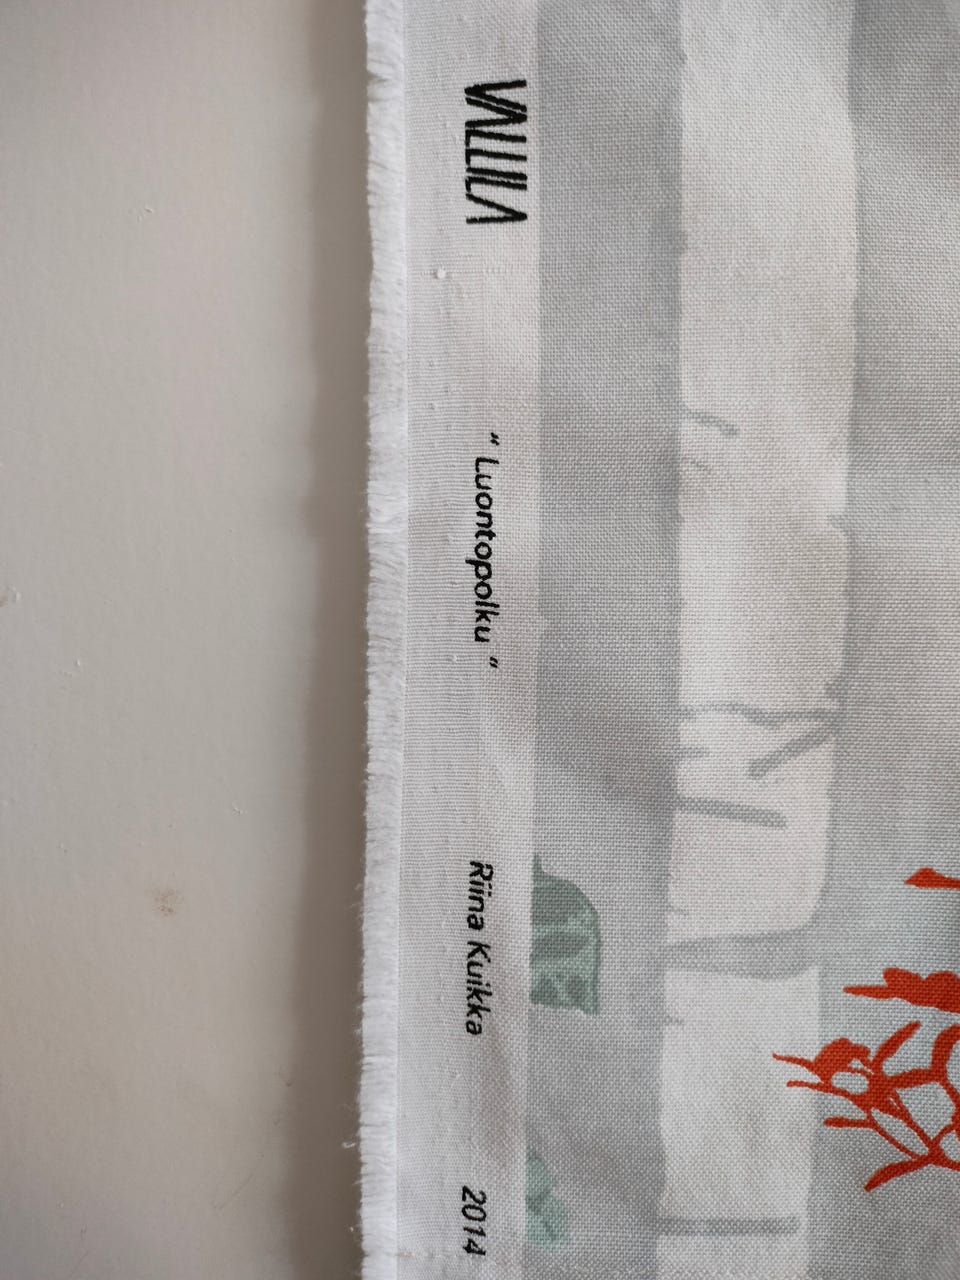 VALLILA
“ Luontopolku “
Riina Kuikka
2014